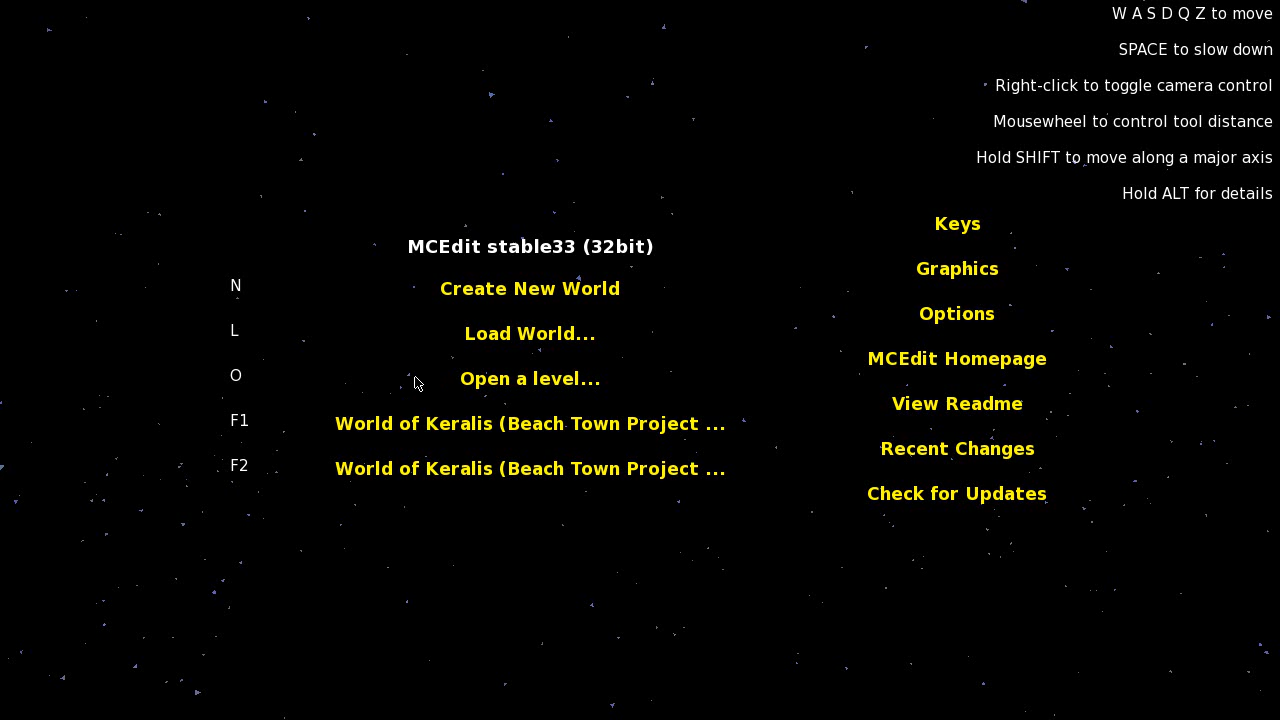 W A S D Q Z to move
SPACE to slow down
Right-click to toggle camera control
Mousewheel to control tool distance
Hold SHIFT to move along a major axis
Hold ALT for details
MCEdit stable33 (32bit)
N Create New World
L Load World...
O Open a level...
F1 World of Keralis (Beach Town Project ...
F2 World of Keralis (Beach Town Project ...
Keys
Graphics
Options
MCEdit Homepage
View Readme
Recent Changes
Check for Updates